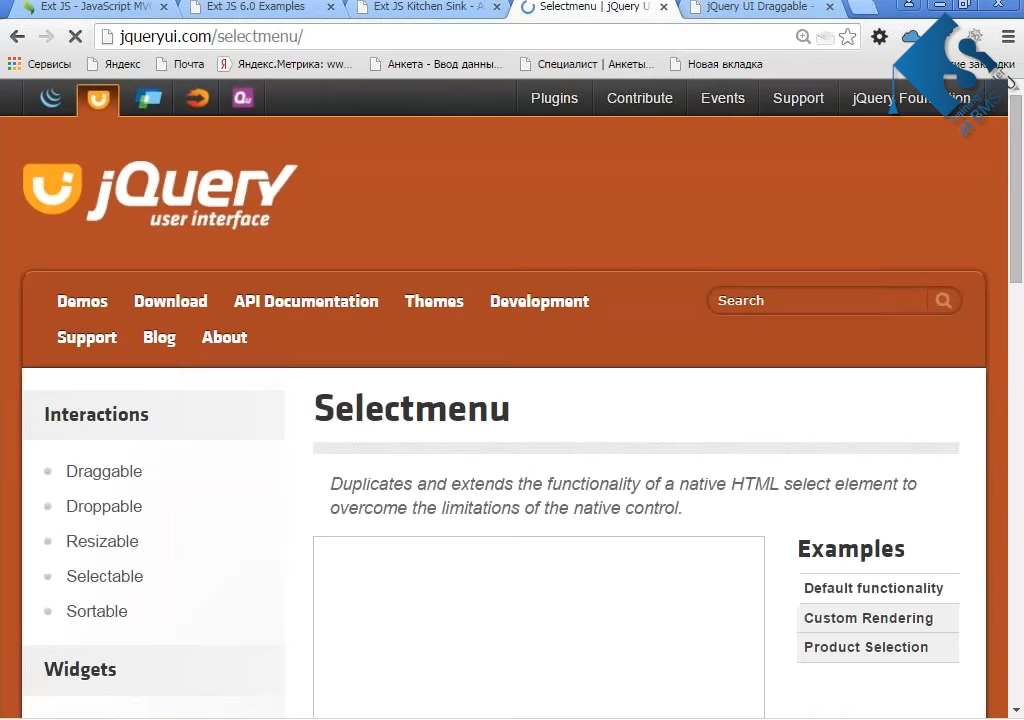 Ext JS - JavaScript MV
Ext JS 6.0 Examples
Ext JS Kitchen Sink -
Selectmenu | jQuery U
jQuery UI Draggable -
jqueryui.com/selectmenu/
Сервисы
Яндекс
Почта
Яндекс.Метрика: ww...
Анкета - Ввод данны...
Специалист | Анкеты...
Новая вкладка
Plugins
Contribute
Events
Support
jQuery Foundation
jQuery
user interface
Demos
Download
API Documentation
Themes
Development
Search
Support
Blog
About
Interactions
Draggable
Droppable
Resizable
Selectable
Sortable
Widgets
Selectmenu
Duplicates and extends the functionality of a native HTML select element to
overcome the limitations of the native control.
Examples
Default functionality
Custom Rendering
Product Selection